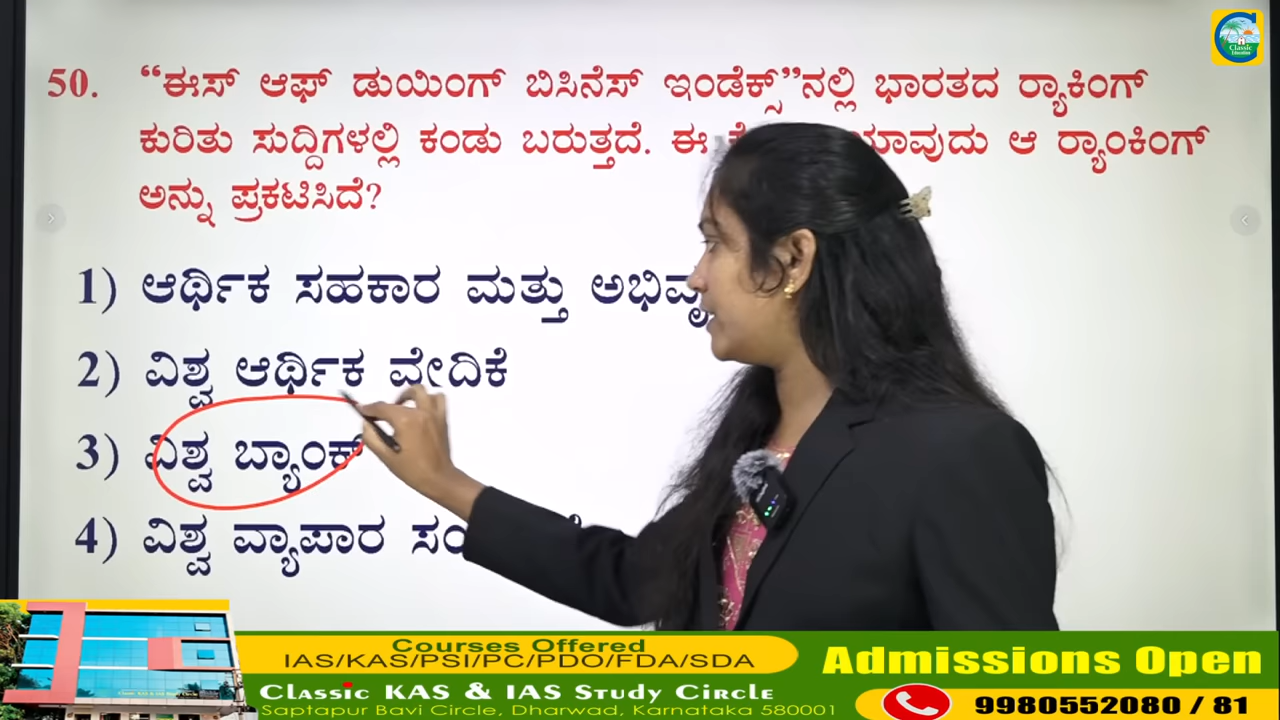 Classic
Education
50. “ಈಸ್ ಆಫ್ ಡುಯಿಂಗ್ ಬಿಸಿನೆಸ್ ಇಂಡೆಕ್ಸ್”ನಲ್ಲಿ ಭಾರತದ ರ‍್ಯಾಕಿಂಗ್
ಕುರಿತು ಸುದ್ದಿಗಳಲ್ಲಿ ಕಂಡು ಬರುತ್ತದೆ. ಈ ಆ ರ‍್ಯಾಂಕಿಂಗ್
ಅನ್ನು ಪ್ರಕಟಿಸಿದೆ?
1) ಆರ್ಥಿಕ ಸಹಕಾರ ಮತ್ತು
2) ವಿಶ್ವ ಆರ್ಥಿಕ ವೇದಿಕೆ
3) ವಿಶ್ವ ಬ್ಯಾಂಕ್
4) ವಿಶ್ವ ವ್ಯಾಪಾರ
Courses Offered
IAS/KAS/PSI/PC/PDO/FDA/SDA
Classic KAS & IAS Study Circle
Saptapur Bavi Circle, Dharwad, Karnataka 580001
Admissions Open
9980552080 / 81